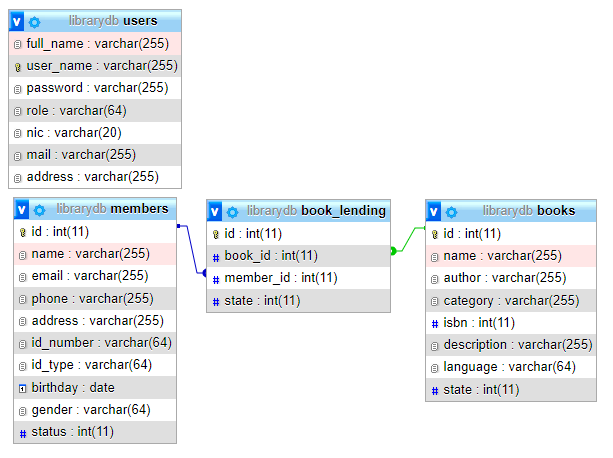 librarydb users
full_name : varchar(255)
user_name : varchar(255)
password : varchar(255)
role : varchar(64)
nic : varchar(20)
mail : varchar(255)
address : varchar(255)
librarydb members
id : int(11)
name : varchar(255)
email : varchar(255)
phone : varchar(255)
address : varchar(255)
id_number : varchar(64)
id_type : varchar(64)
birthday : date
gender : varchar(64)
# status : int(11)
librarydb book_lending
id : int(11)
# book_id : int(11)
# member_id : int(11)
# state : int(11)
librarydb books
id : int(11)
name : varchar(255)
author : varchar(255)
category : varchar(255)
# isbn : int(11)
description : varchar(255)
language : varchar(64)
# state : int(11)